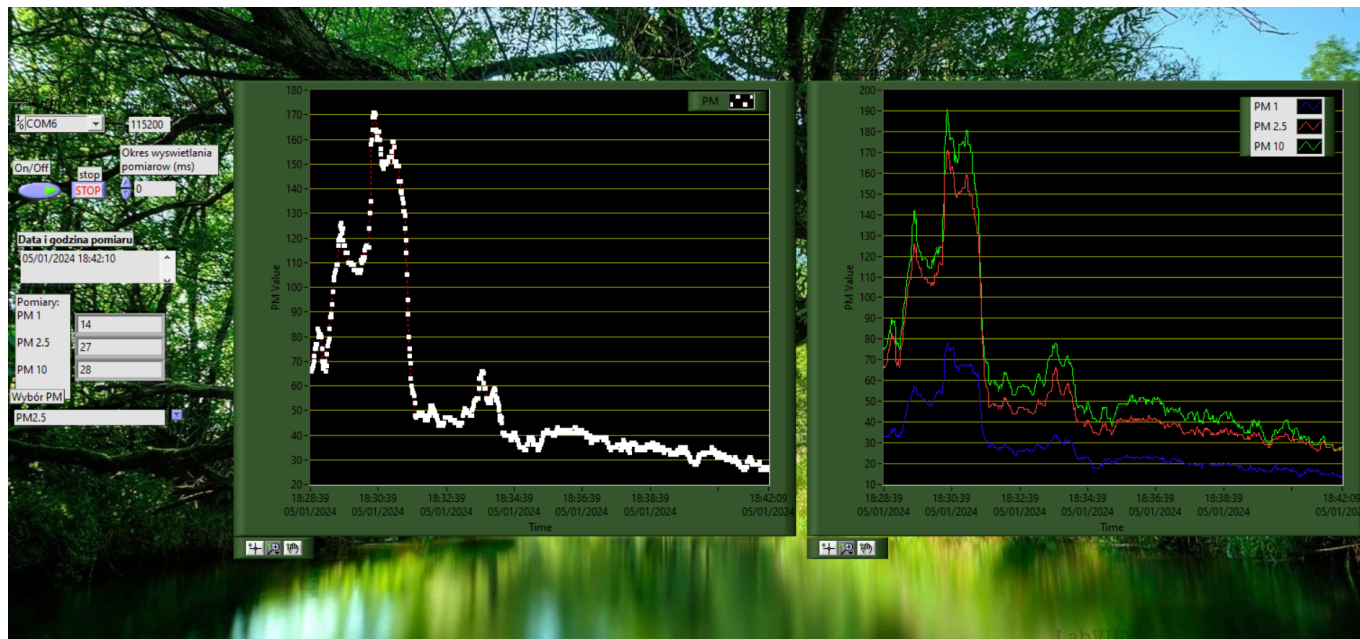 COM6
115200
Okres wyswietlania
pomiarow (ms)
On/Off
stop
STOP
0
Data i godzina pomiaru
05/01/2024 18:42:10
Pomiary:
PM 1
14
PM 2.5
27
PM 10
28
Wybór PM
PM2.5
PM
PM Value
180
170
160
150
140
130
120
110
100
90
80
70
60
50
40
30
20
18:28:39 18:30:39 18:32:39 18:34:39 18:36:39 18:38:39 18:42:09
05/01/2024 05/01/2024 05/01/2024 05/01/2024 05/01/2024 05/01/2024 05/01/2024
Time
PM 1
PM 2.5
PM 10
PM Value
200
190
180
170
160
150
140
130
120
110
100
90
80
70
60
50
40
30
20
10
18:28:39 18:30:39 18:32:39 18:34:39 18:36:39 18:38:39 18:42:09
05/01/2024 05/01/2024 05/01/2024 05/01/2024 05/01/2024 05/01/2024
Time